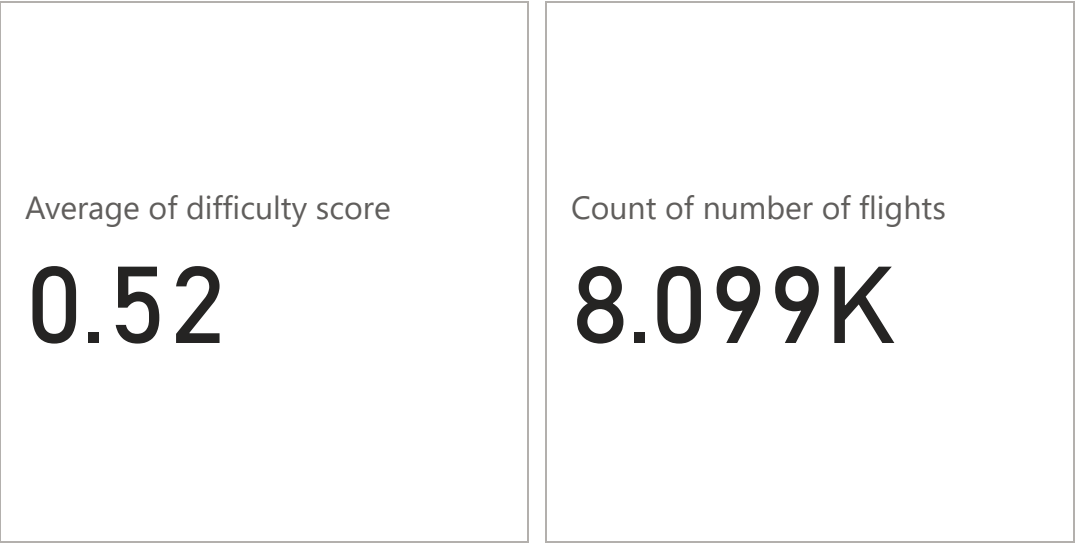 Average of difficulty score
0.52
Count of number of flights
8.099K